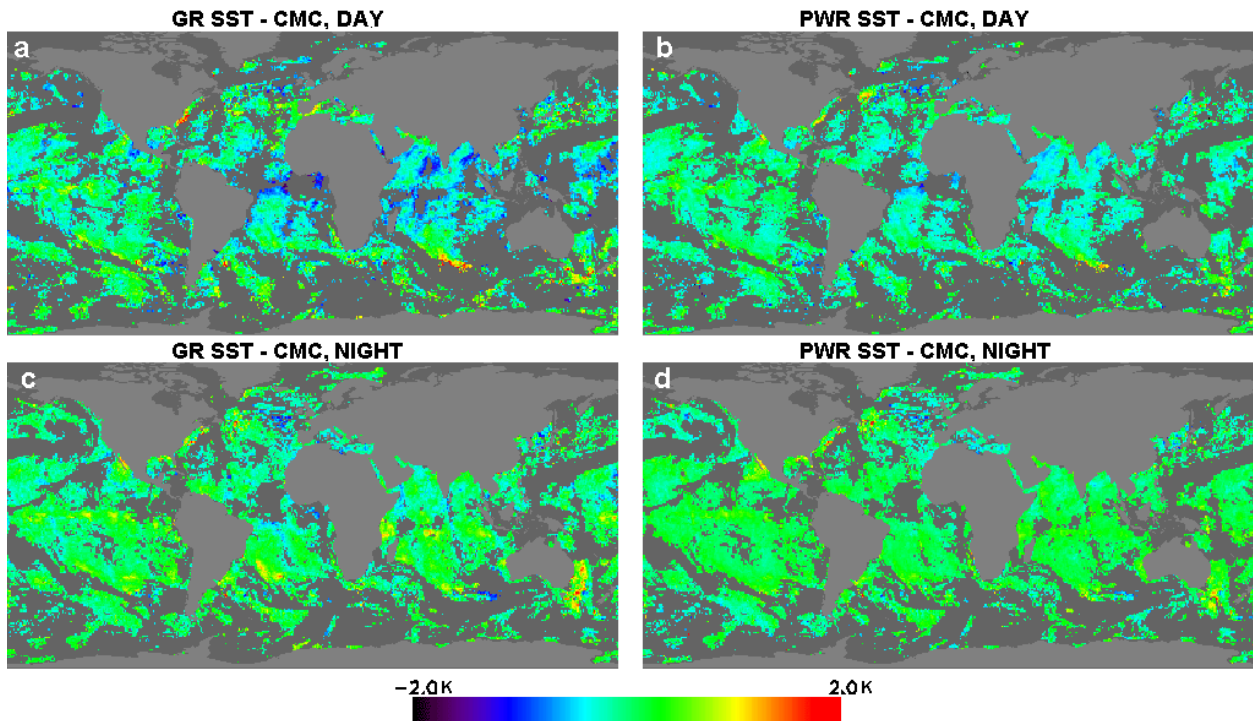 GR SST - CMC, DAY
PWR SST - CMC, DAY
a
b
GR SST - CMC, NIGHT
PWR SST - CMC, NIGHT
c
d
−2.0K
2.0K